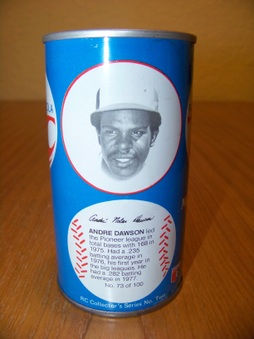 Andre Nolan Dawson
ANDRE DAWSON led
the Pioneer league in
total bases with 166 in
1975. Had a .235
batting average in
1976, his first year in
the big leagues. He
had a .282 batting
average in 1977.
No. 73 of 100
RC Collector's Series No. Two